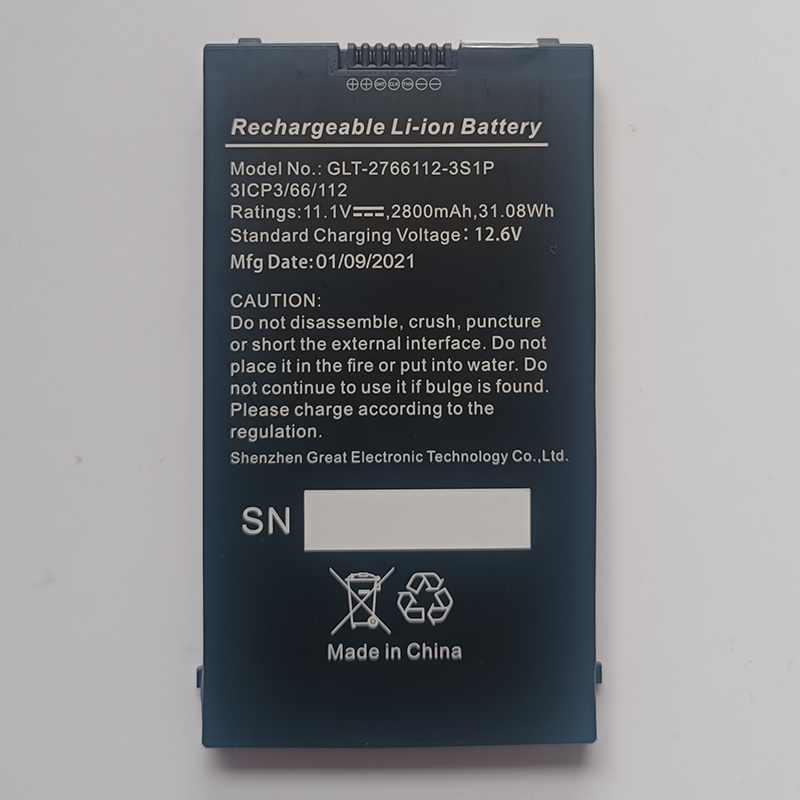 Rechargeable Li-ion Battery
Model No.: GLT-2766112-3S1P
3ICP3/66/112
Ratings:11.1V⎓,2800mAh,31.08Wh
Standard Charging Voltage: 12.6V
Mfg Date:01/09/2021
CAUTION:
Do not disassemble, crush, puncture
or short the external interface. Do not
place it in the fire or put into water. Do
not continue to use it if bulge is found.
Please charge according to the
regulation.
Shenzhen Great Electronic Technology Co.,Ltd.
SN
Made in China